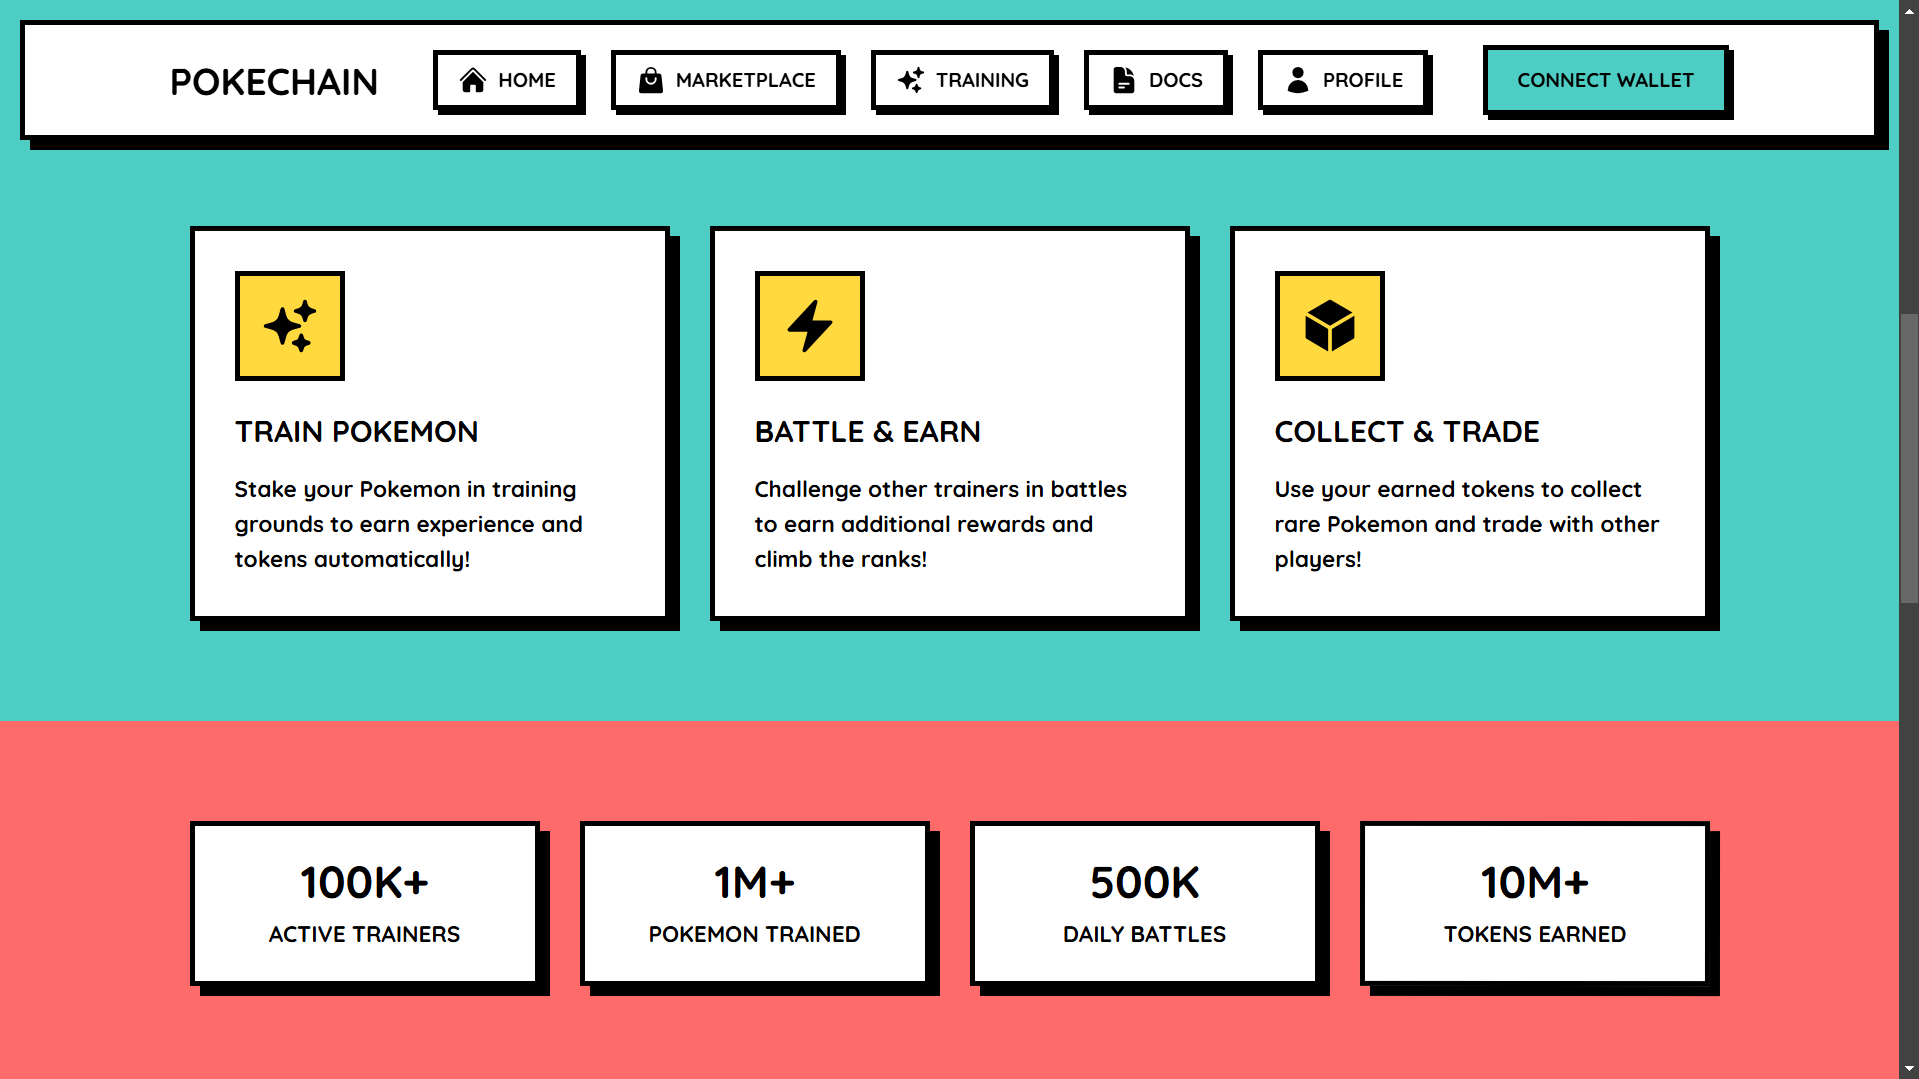 POKECHAIN
HOME
MARKETPLACE
TRAINING
DOCS
PROFILE
CONNECT WALLET
TRAIN POKEMON
Stake your Pokemon in training
grounds to earn experience and
tokens automatically!
BATTLE & EARN
Challenge other trainers in battles
to earn additional rewards and
climb the ranks!
COLLECT & TRADE
Use your earned tokens to collect
rare Pokemon and trade with other
players!
100K+
ACTIVE TRAINERS
1M+
POKEMON TRAINED
500K
DAILY BATTLES
10M+
TOKENS EARNED